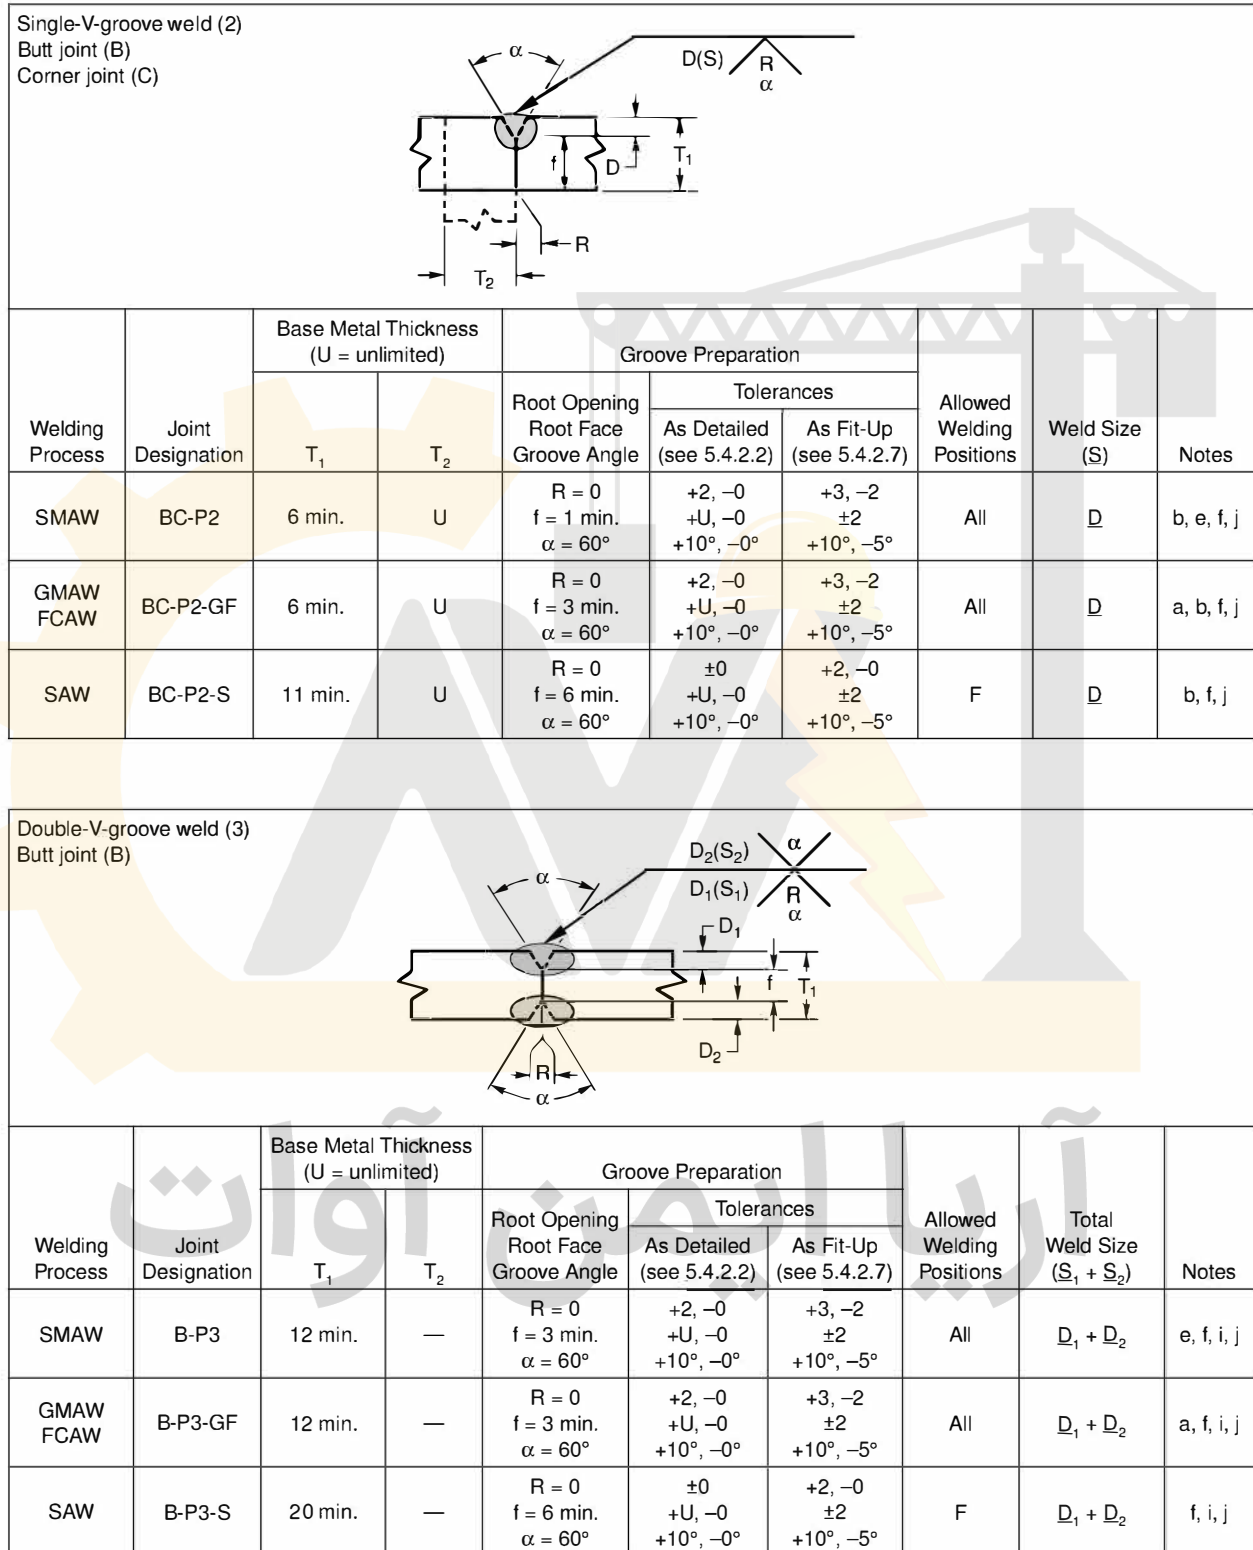 Single-V-groove weld (2)
Butt joint (B)
Corner joint (C)
α
D(S)
R
α
f
D
T₁
R
T₂
Base Metal Thickness
(U = unlimited)
Groove Preparation
Welding
Process
Joint
Designation
T₁
T₂
Root Opening
Root Face
Groove Angle
Tolerances
As Detailed
(see 5.4.2.2)
As Fit-Up
(see 5.4.2.7)
Allowed
Welding
Positions
Weld Size
(S)
Notes
SMAW
BC-P2
6 min.
U
R = 0
f = 1 min.
α = 60°
+2, –0
+U, –0
+10°, –0°
+3, –2
±2
+10°, –5°
All
D
b, e, f, j
GMAW
FCAW
BC-P2-GF
6 min.
U
R = 0
f = 3 min.
α = 60°
+2, –0
+U, –0
+10°, –0°
+3, –2
±2
+10°, –5°
All
D
a, b, f, j
SAW
BC-P2-S
11 min.
U
R = 0
f = 6 min.
α = 60°
±0
+U, –0
+10°, –0°
+2, –0
±2
+10°, –5°
F
D
b, f, j
Double-V-groove weld (3)
Butt joint (B)
D₂(S₂)
α
D₁(S₁)
R
α
α
D₁
f
T₁
D₂
R
α
Base Metal Thickness
(U = unlimited)
Groove Preparation
Welding
Process
Joint
Designation
T₁
T₂
Root Opening
Root Face
Groove Angle
Tolerances
As Detailed
(see 5.4.2.2)
As Fit-Up
(see 5.4.2.7)
Allowed
Welding
Positions
Total
Weld Size
(S₁ + S₂)
Notes
SMAW
B-P3
12 min.
—
R = 0
f = 3 min.
α = 60°
+2, –0
+U, –0
+10°, –0°
+3, –2
±2
+10°, –5°
All
D₁ + D₂
e, f, i, j
GMAW
FCAW
B-P3-GF
12 min.
—
R = 0
f = 3 min.
α = 60°
+2, –0
+U, –0
+10°, –0°
+3, –2
±2
+10°, –5°
All
D₁ + D₂
a, f, i, j
SAW
B-P3-S
20 min.
—
R = 0
f = 6 min.
α = 60°
±0
+U, –0
+10°, –0°
+2, –0
±2
+10°, –5°
F
D₁ + D₂
f, i, j
آریا ایمن آوات